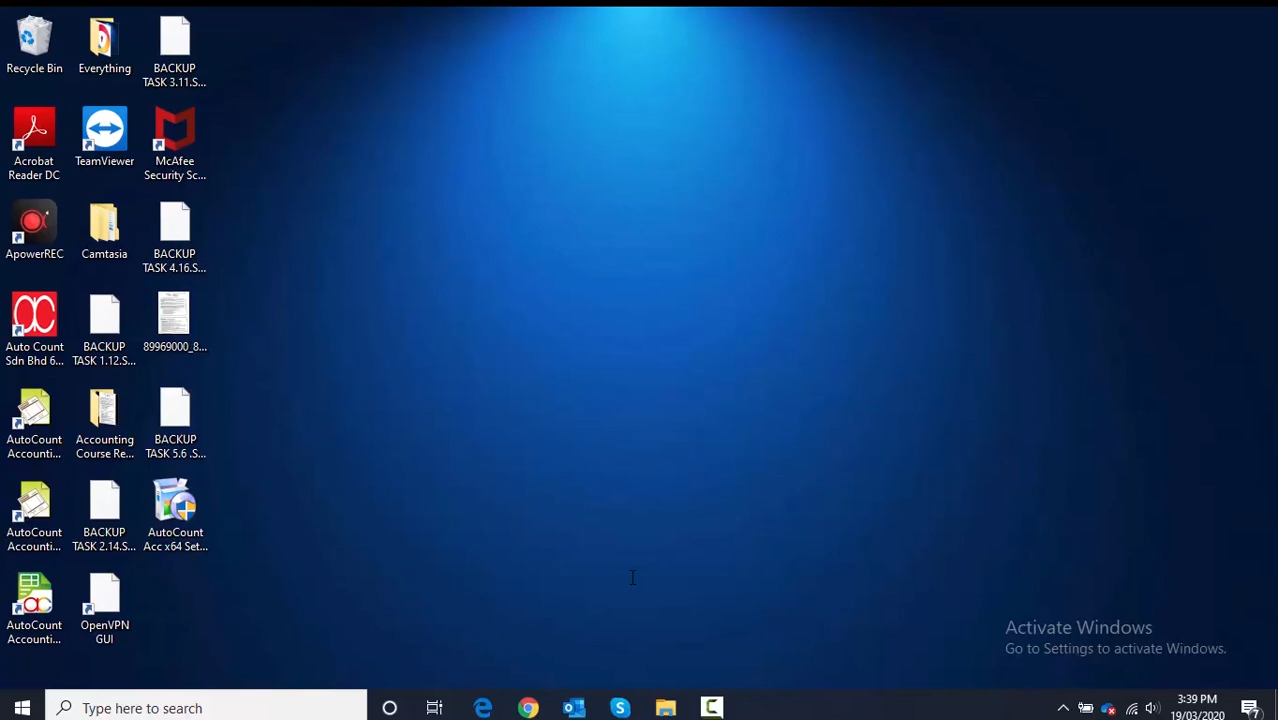 Recycle Bin
Everything
BACKUP
TASK 3.11.S...
Acrobat
Reader DC
TeamViewer
McAfee
Security Sc...
ApowerREC
Camtasia
BACKUP
TASK 4.16.S...
Auto Count
Sdn Bhd 6...
BACKUP
TASK 1.12.S...
89969000_8...
AutoCount
Accounti...
Accounting
Course Re...
BACKUP
TASK 5.6 .S...
AutoCount
Accounti...
BACKUP
TASK 2.14.S...
AutoCount
Acc x64 Set...
AutoCount
Accounti...
OpenVPN
GUI
Activate Windows
Go to Settings to activate Windows.
Type here to search
3:39 PM
19/03/2020
7